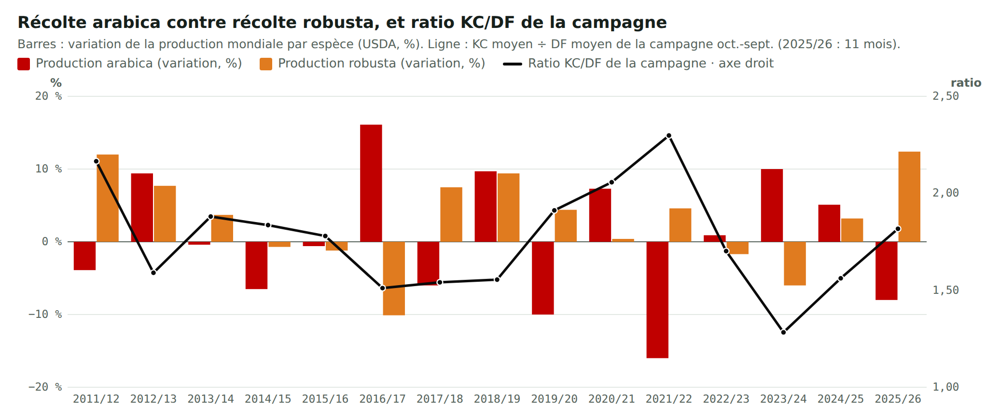 Récolte arabica contre récolte robusta, et ratio KC/DF de la campagne
Barres : variation de la production mondiale par espèce (USDA, %). Ligne : KC moyen ÷ DF moyen de la campagne oct.-sept. (2025/26 : 11 mois).
Production arabica (variation, %) Production robusta (variation, %) Ratio KC/DF de la campagne · axe droit
% ratio
20 % 2,50
10 %
2,00
0 %
1,50
−10 %
−20 % 1,00
2011/12 2012/13 2013/14 2014/15 2015/16 2016/17 2017/18 2018/19 2019/20 2020/21 2021/22 2022/23 2023/24 2024/25 2025/26